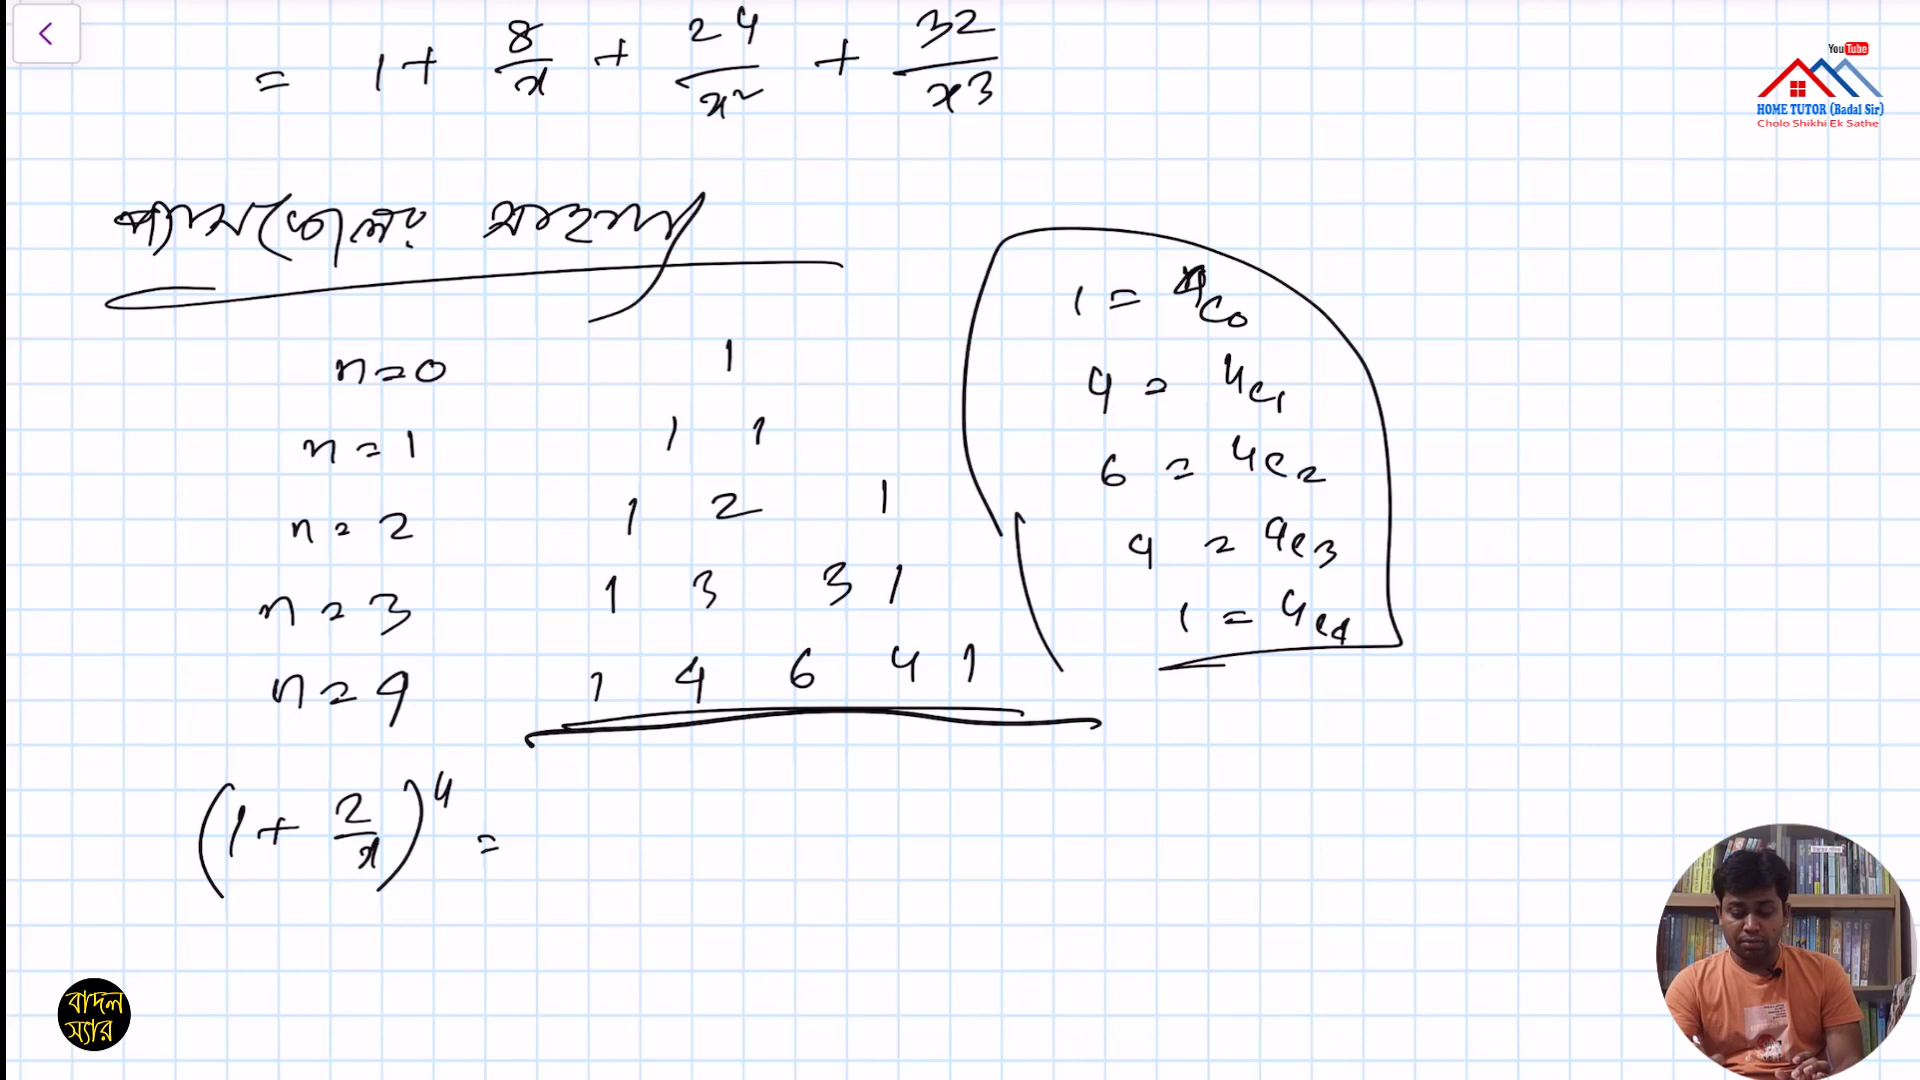 = 1 + 8/x + 24/x² + 32/x³
YouTube
HOME TUTOR (Badal Sir)
Cholo Shikhi Ek Sathe
প্যাসকেলের সাহায্যে
n=0 1
n=1 1 1
n=2 1 2 1
n=3 1 3 3 1
n=4 1 4 6 4 1
1 = 4c0
4 = 4c1
6 = 4c2
4 = 4c3
1 = 4c4
(1 + 2/x)⁴ =
বাদল
স্যার